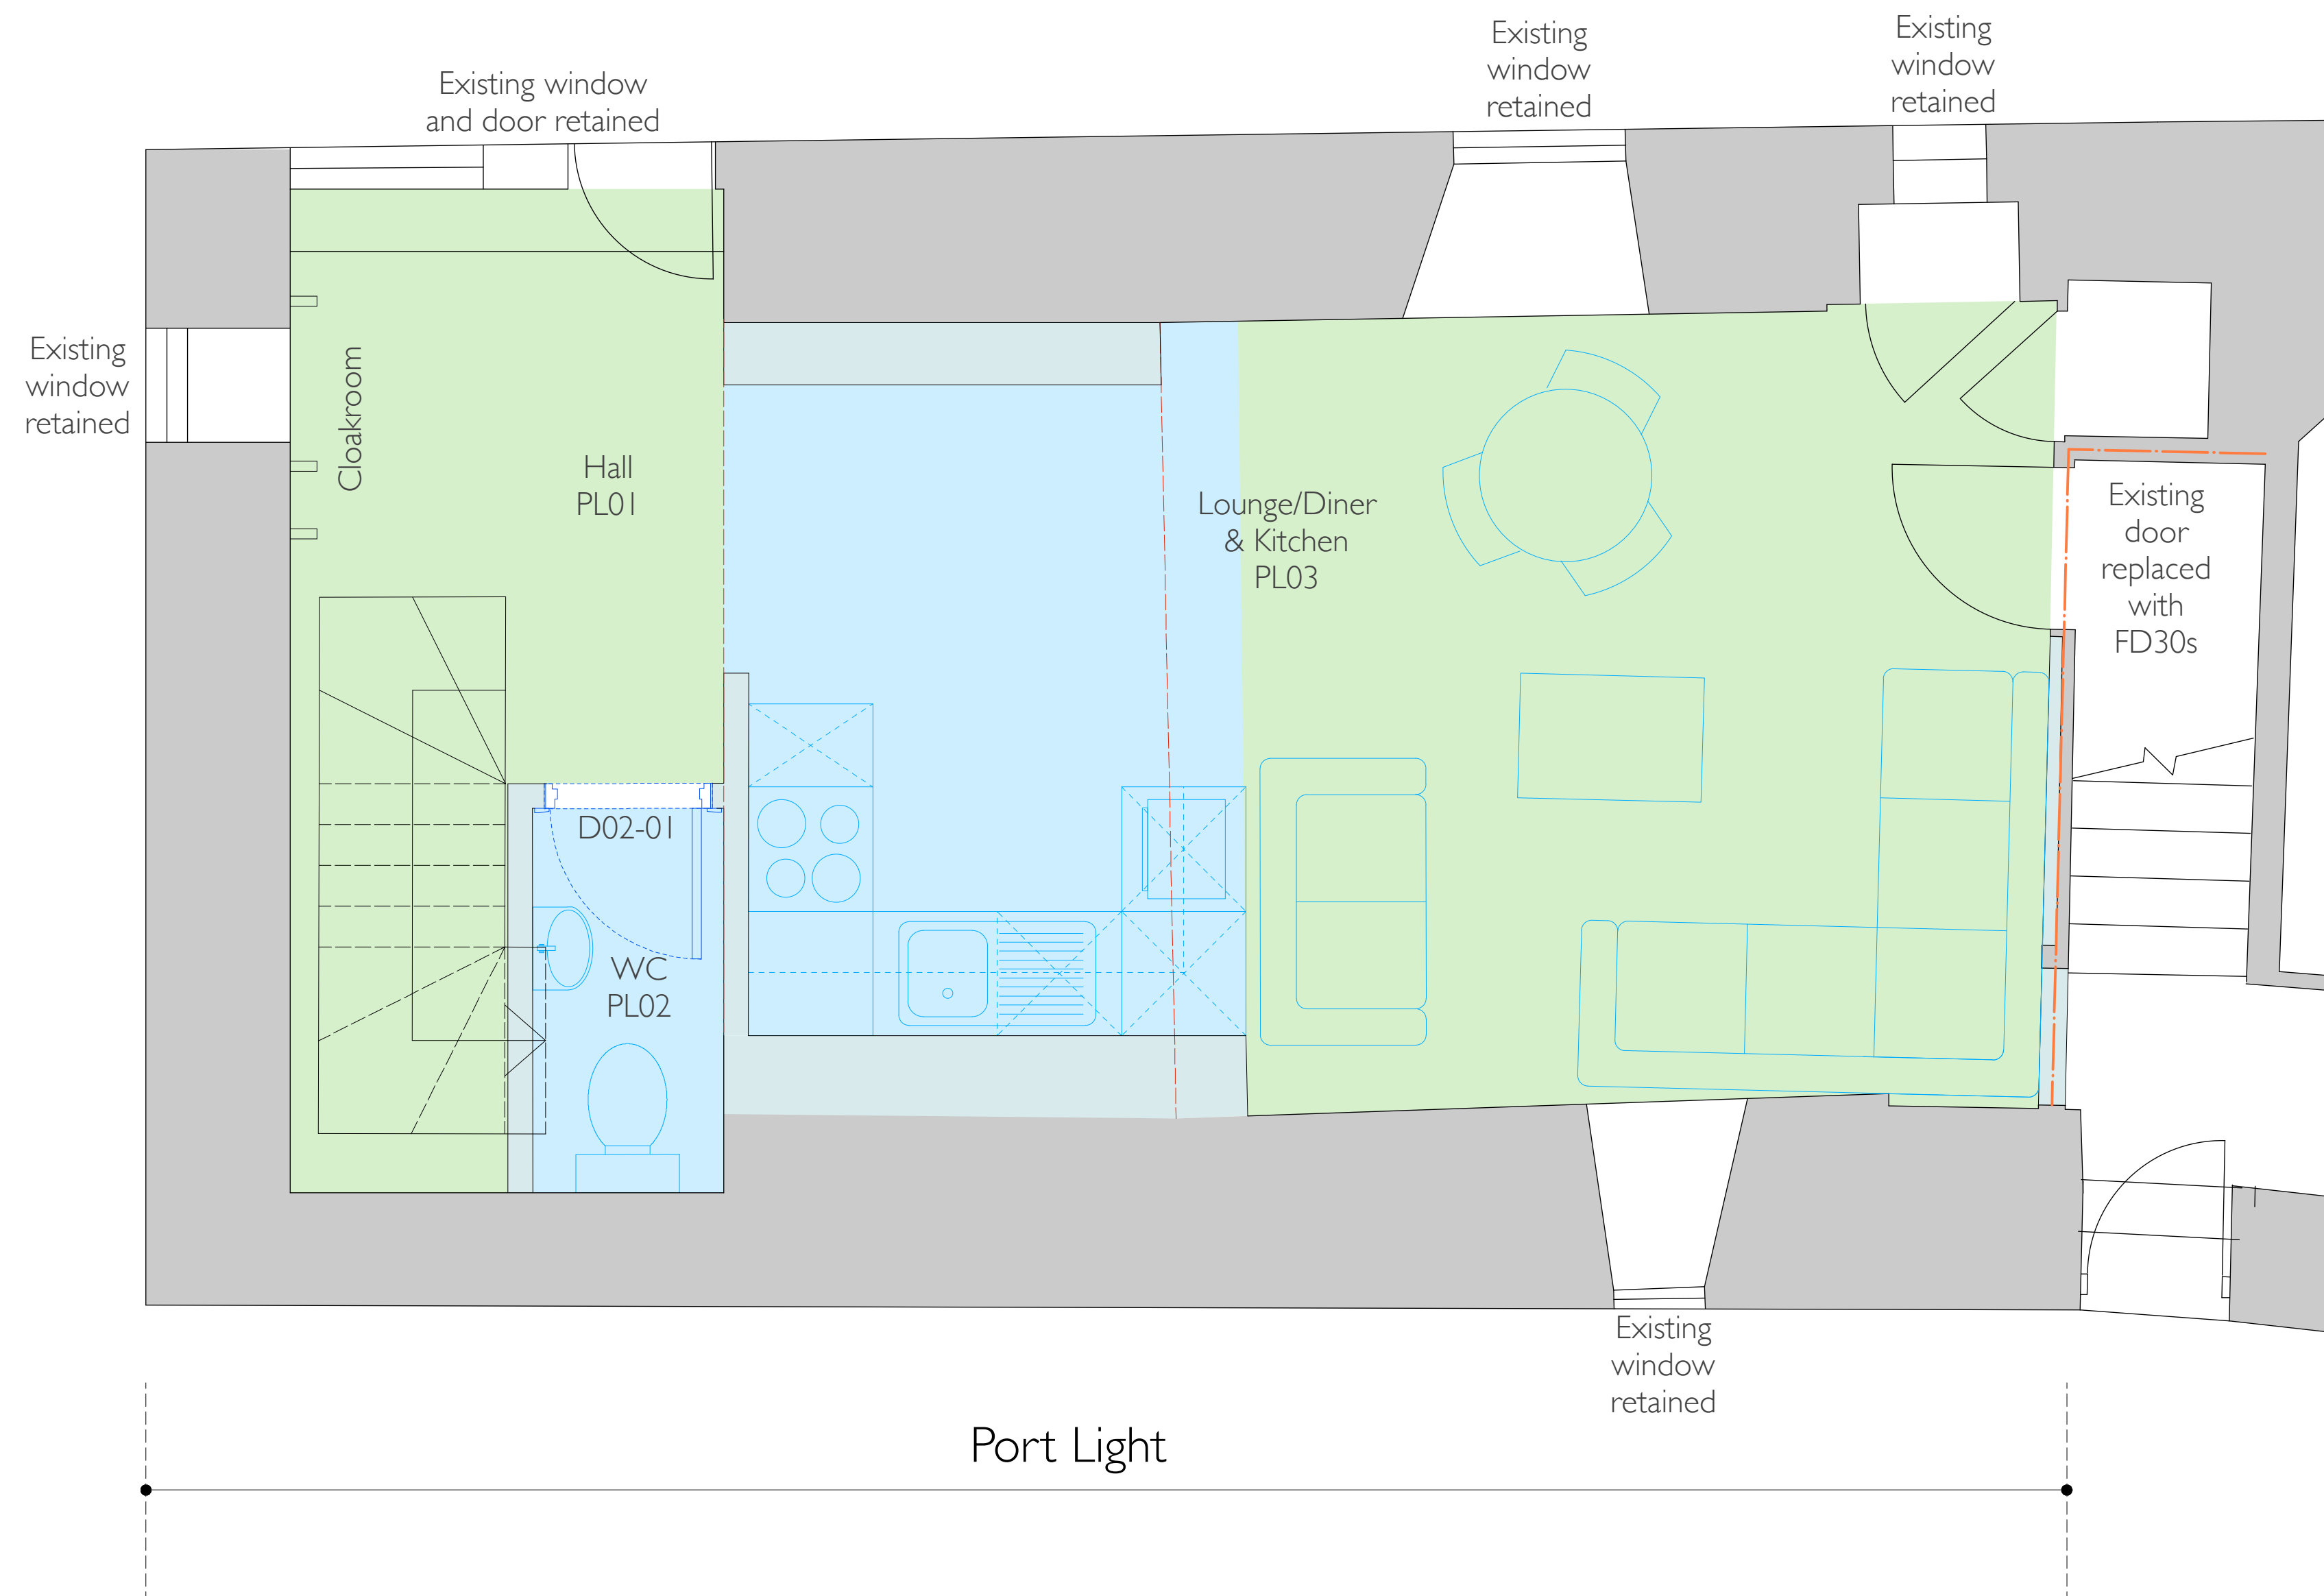 Existing window
and door retained
Existing
window
retained
Existing
window
retained
Existing
window
retained
Cloakroom
Hall
PL01
Lounge/Diner
& Kitchen
PL03
Existing
door
replaced
with
FD30s
D02-01
WC
PL02
Existing
window
retained
Port Light